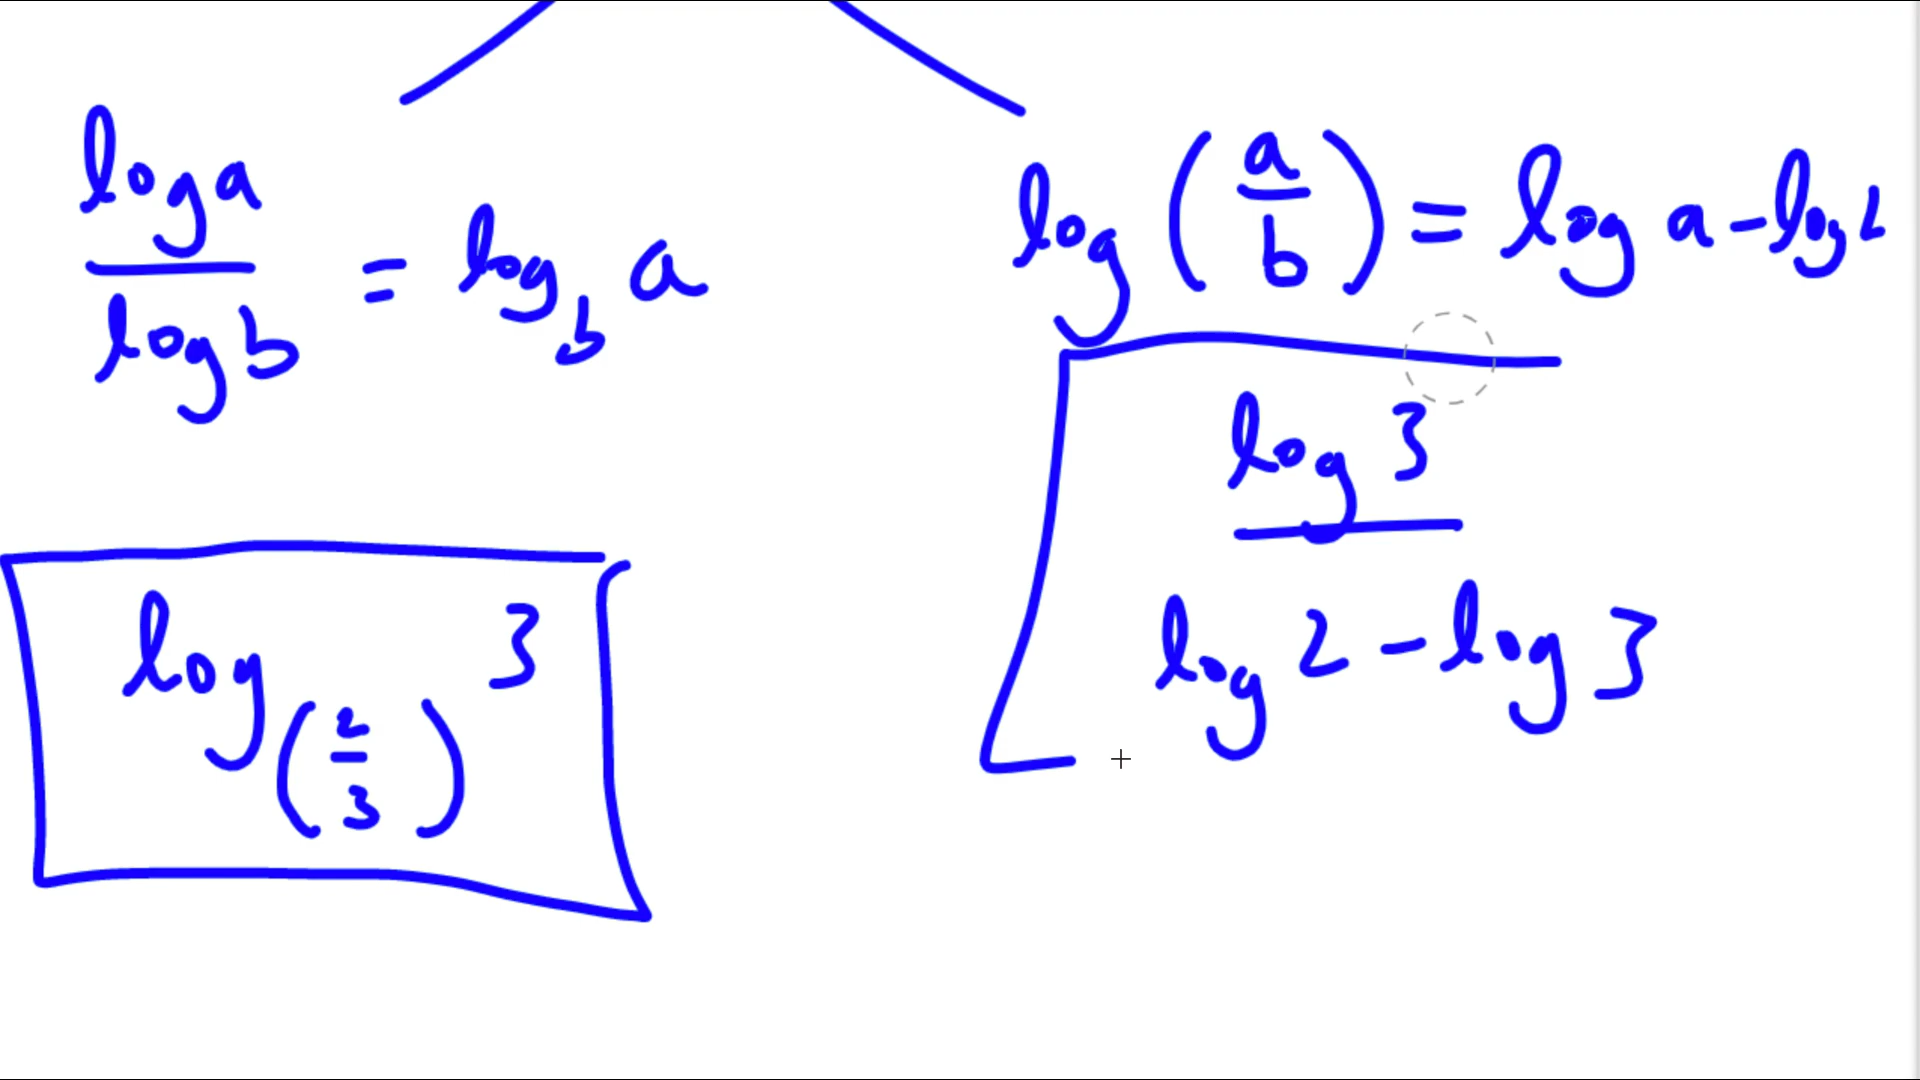 log a / log b = log_b a
log (a/b) = log a - log b
log_(2/3) 3
log 3 / log 2 - log 3